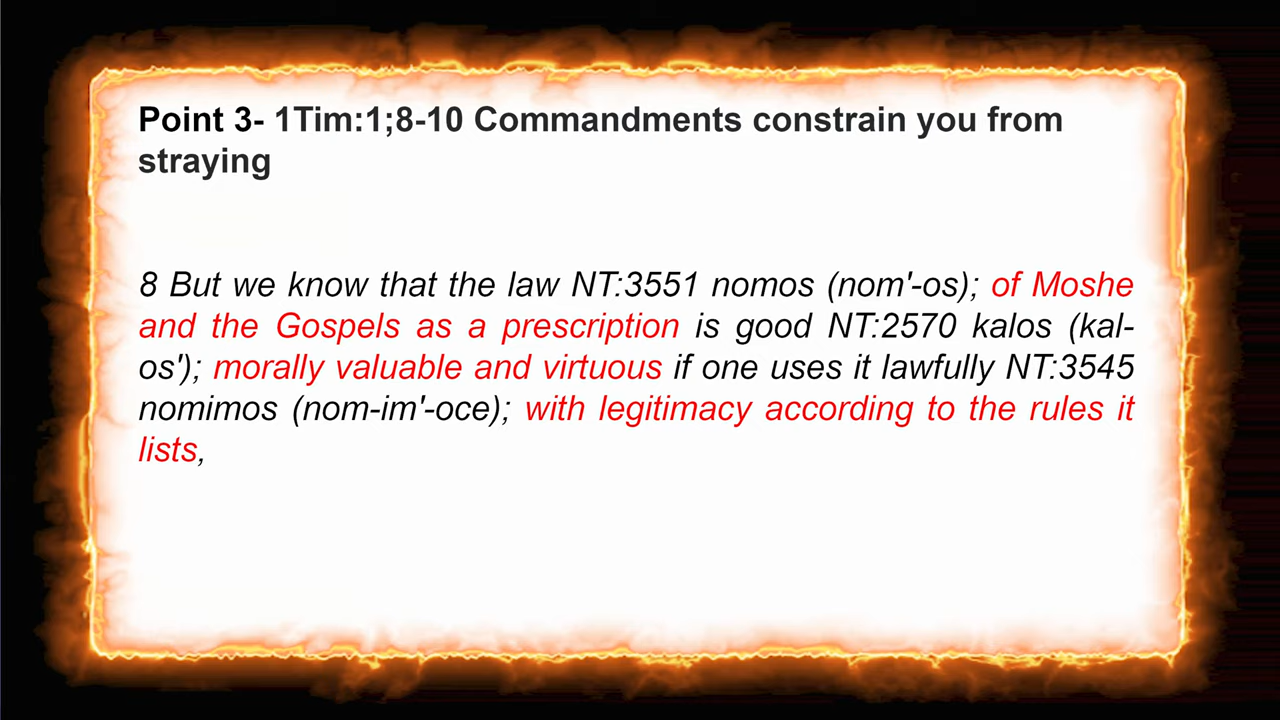 Point 3- 1Tim:1;8-10 Commandments constrain you from
straying
8 But we know that the law NT:3551 nomos (nom'-os); of Moshe
and the Gospels as a prescription is good NT:2570 kalos (kal-
os'); morally valuable and virtuous if one uses it lawfully NT:3545
nomimos (nom-im'-oce); with legitimacy according to the rules it
lists,